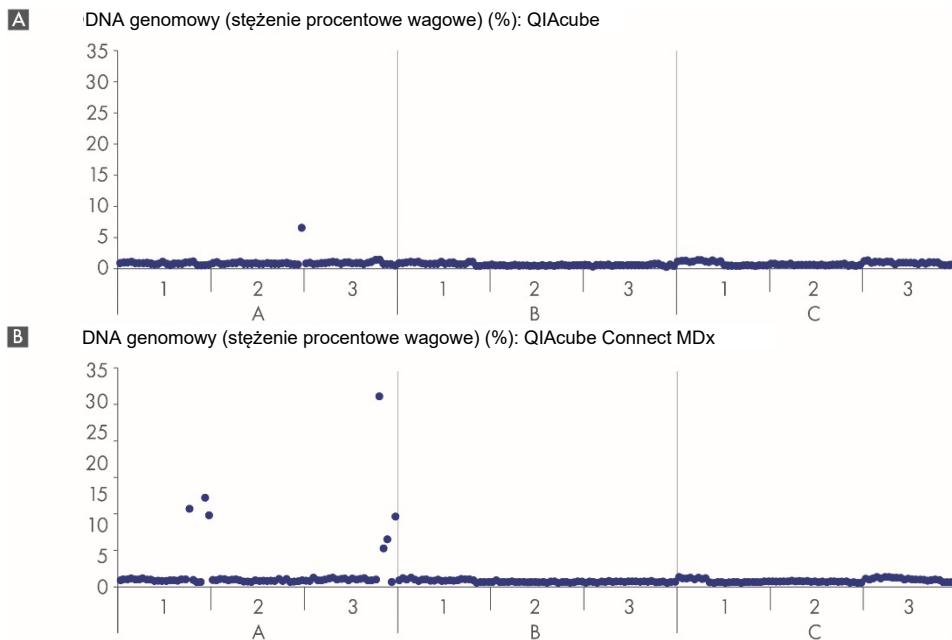 A DNA genomowy (stężenie procentowe wagowe) (%): QIAcube
35
30
25
20
15
10
5
0
1 2 3 1 2 3 1 2 3
A B C
B DNA genomowy (stężenie procentowe wagowe) (%): QIAcube Connect MDx
35
30
25
20
15
10
5
0
1 2 3 1 2 3 1 2 3
A B C